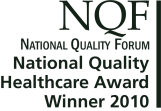 NQF
NATIONAL QUALITY FORUM
National Quality
Healthcare Award
Winner 2010